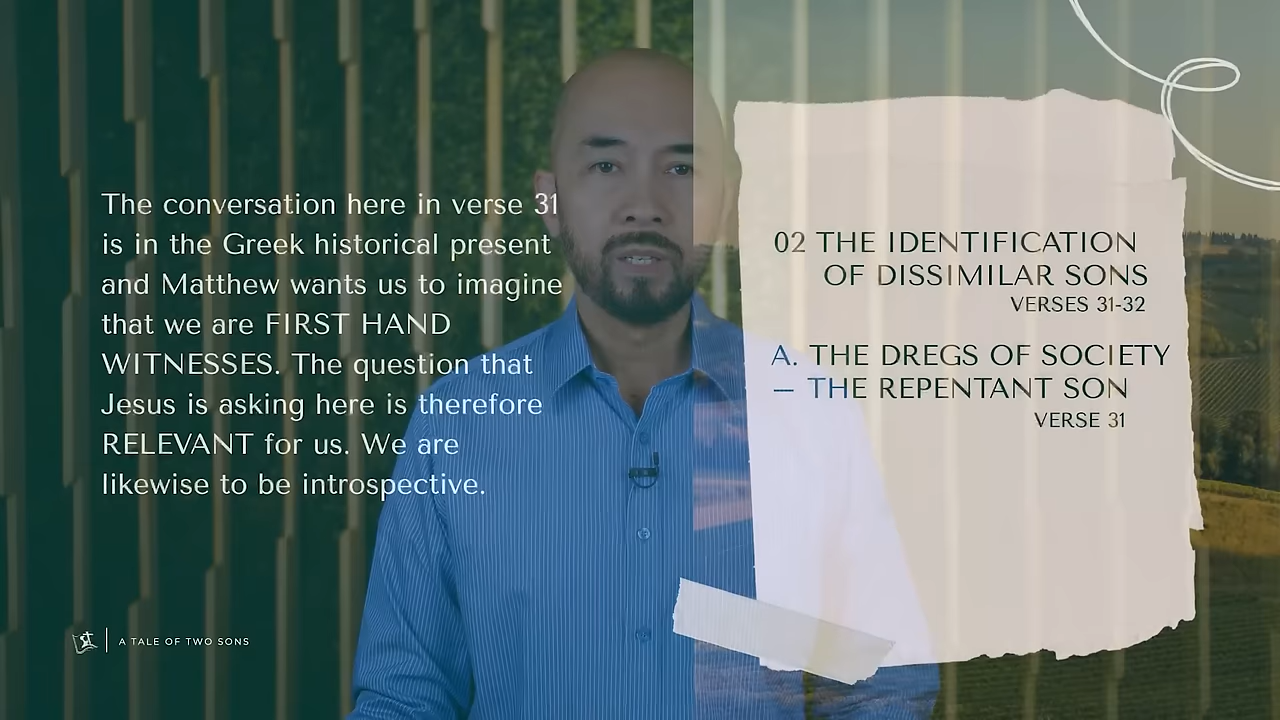 The conversation here in verse 31
is in the Greek historical present
and Matthew wants us to imagine
that we are FIRST HAND
WITNESSES. The question that
Jesus is asking here is therefore
RELEVANT for us. We are
likewise to be introspective.
A TALE OF TWO SONS
02 THE IDENTIFICATION
OF DISSIMILAR SONS
VERSES 31-32
A. THE DREGS OF SOCIETY
– THE REPENTANT SON
VERSE 31